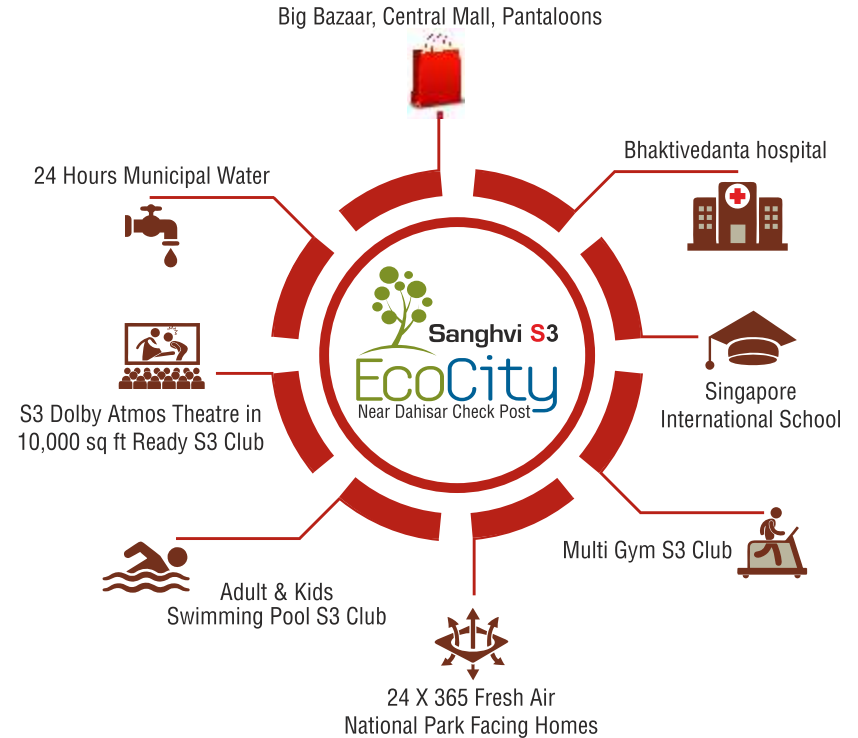 Big Bazaar, Central Mall, Pantaloons
Bhaktivedanta hospital
24 Hours Municipal Water
Sanghvi S3
EcoCity
Near Dahisar Check Post
Singapore
International School
S3 Dolby Atmos Theatre in
10,000 sq ft Ready S3 Club
Multi Gym S3 Club
Adult & Kids
Swimming Pool S3 Club
24 X 365 Fresh Air
National Park Facing Homes